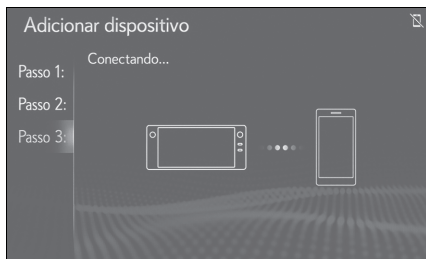 Adicionar dispositivo
Conectando...
Passo 1:
Passo 2:
Passo 3: